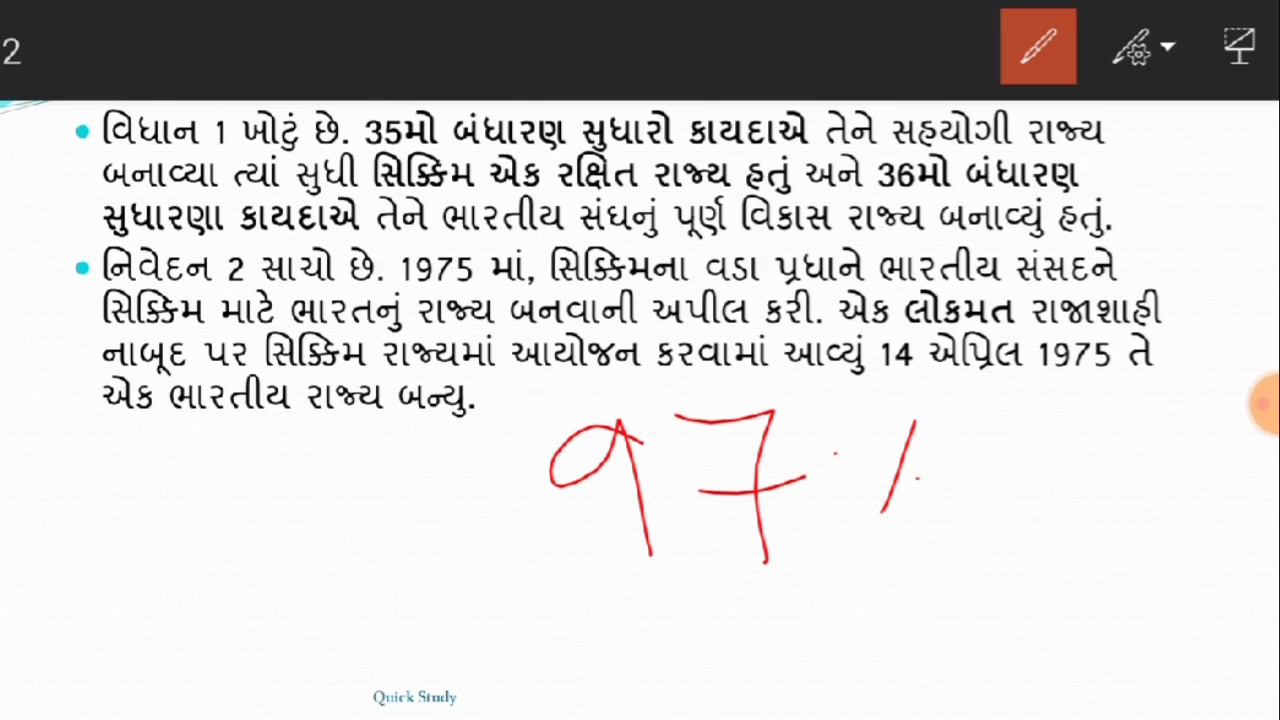 2
• વિધાન 1 ખોટું છે. 35મો બંધારણ સુધારો કાયદાએ તેને સહયોગી રાજ્ય
બનાવ્યા ત્યાં સુધી સિક્કિમ એક રક્ષિત રાજ્ય હતું અને 36મો બંધારણ
સુધારણા કાયદાએ તેને ભારતીય સંઘનું પૂર્ણ વિકાસ રાજ્ય બનાવ્યું હતું.
• નિવેદન 2 સાચો છે. 1975 માં, સિક્કિમના વડા પ્રધાને ભારતીય સંસદને
સિક્કિમ માટે ભારતનું રાજ્ય બનવાની અપીલ કરી. એક લોકમત રાજાશાહી
નાબૂદ પર સિક્કિમ રાજ્યમાં આયોજન કરવામાં આવ્યું 14 એપ્રિલ 1975 તે
એક ભારતીય રાજ્ય બન્યુ.
97 %
Quick Study